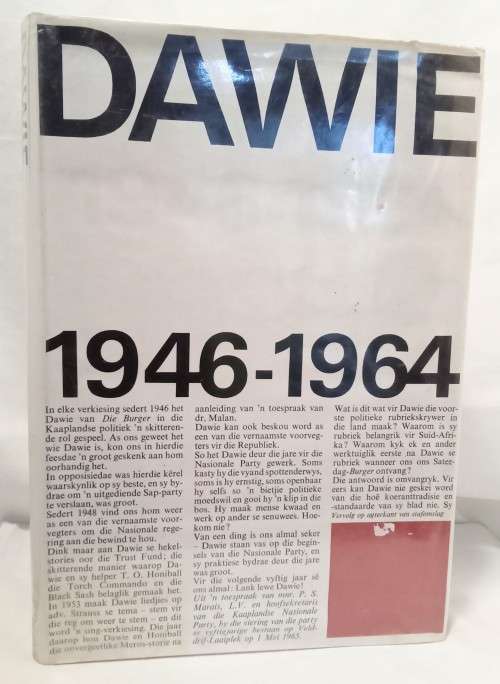 DAWIE
1946-1964
In elke verkiesing sedert 1946 het
Dawie van Die Burger in die
Kaaplandse politiek 'n skitteren-
de rol gespeel. As ons geweet het
wie Dawie is, kon ons in hierdie
feesdae 'n groot geskenk aan hom
oorhandig het.
In opposisiedae was hierdie kêrel
waarskynlik op sy beste, en sy by-
drae om 'n uitgediende Sap-party
te verslaan, was groot.
Sedert 1948 vind ons hom weer
as een van die vernaamste voor-
vegters om die Nasionale rege-
ring aan die bewind te hou.
Dink maar aan Dawie se hekel-
stories oor die Trust Fund; die
skitterende manier waarop Da-
wie en sy helper T. O. Honiball
die Torch Commando en die
Black Sash belaglik gemaak het.
In 1953 maak Dawie liedjies op
adv. Strauss se tema – stem vir
die reg om weer te stem – en dit
word 'n sing-verkiesing. Die jaar
daarop hou Dawie en Honiball
die onvergeetlike Meros-storie na
aanleiding van 'n toespraak van
dr. Malan.
Dawie kan ook beskou word as
een van die vernaamste voorveg-
ters vir die Republiek.
So het Dawie deur die jare vir die
Nasionale Party gewerk. Soms
kasty hy die vyand spottenderwys,
soms is hy ernstig, soms openbaar
hy selfs so 'n bietjie politieke
moedswil en gooi hy 'n klip in die
bos. Hy maak mense kwaad en
werk op ander se senuwees. Hoe-
kom nie?
Van een ding is ons almal seker
– Dawie staan vas op die begin-
sels van die Nasionale Party, en
sy praktiese bydrae deur die jare
was groot.
Vir die volgende vyftig jaar sê
ons almal: Lank lewe Dawie!
Uit 'n toespraak van mnr. P. S.
Marais, L.V. en hoofsekretaris
van die Kaaplandse Nasionale
Party, by die viering van die party
se vyftigjarige bestaan op Veld-
drif-Laaiplek op 1 Mei 1965.
Wat is dit wat vir Dawie die voor-
ste politieke rubriekskrywer in
die land maak? Waarom is sy
rubriek belangrik vir Suid-Afri-
ka? Waarom kyk ek en ander
werktuiglik eerste na Dawie se
rubriek wanneer ons ons Sater-
dag-Burger ontvang?
Die antwoord is omvangryk. Vir
eers kan Dawie nie geskei word
van die hoë koeranttradisie en
-standaarde van sy blad nie. Sy
Vervolg op agterkant van stofomslag